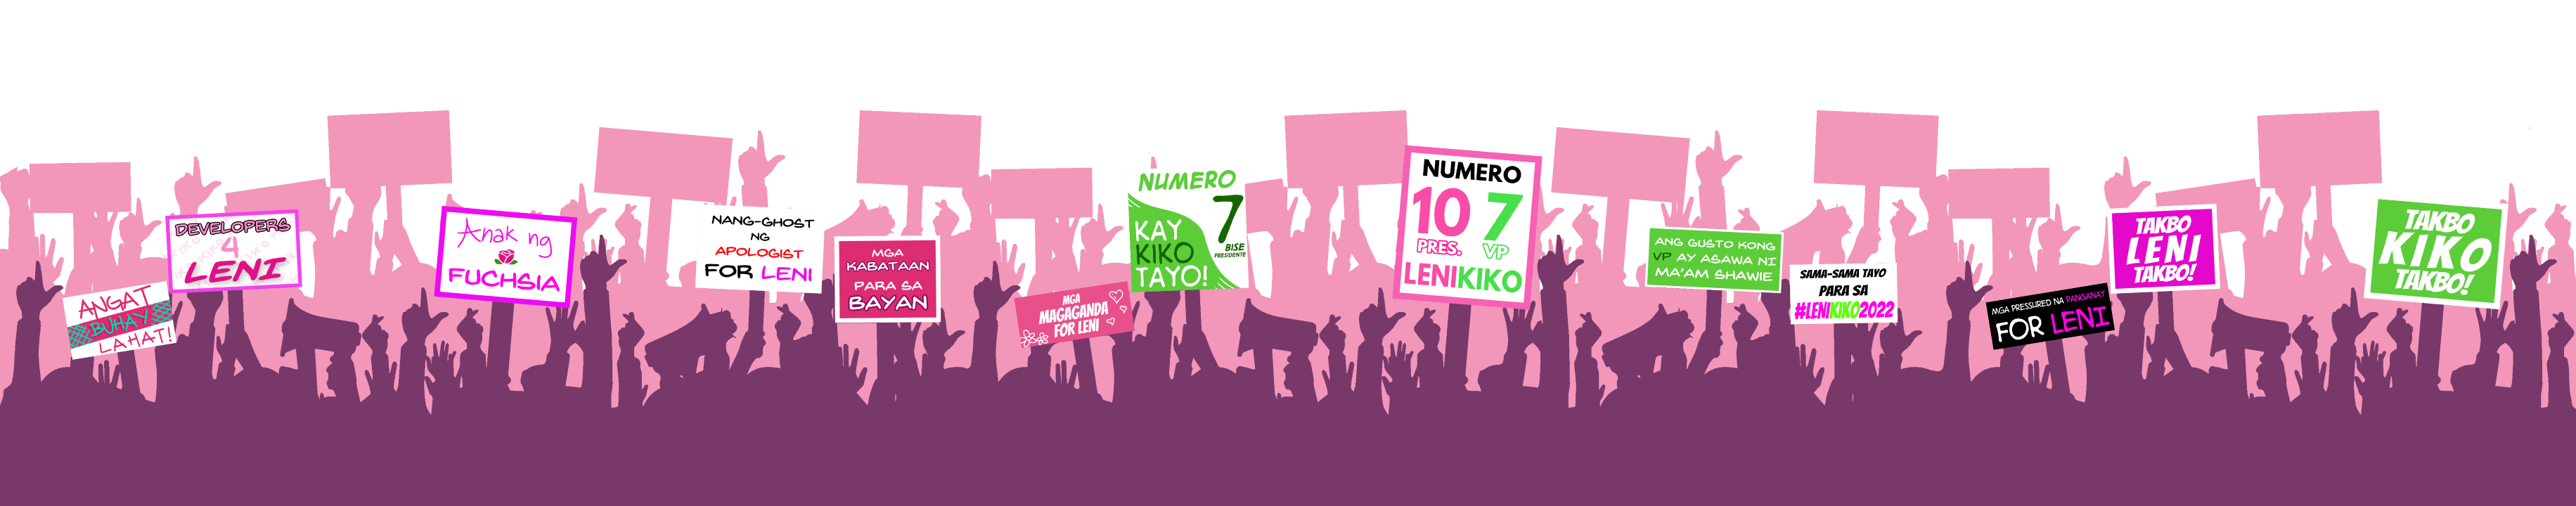 ANGAT
BUHAY
LAHAT!
DEVELOPERS
4
LENI
Anak ng
FUCHSIA
NANG-GHOST
NG
APOLOGIST
FOR LENI
MGA
KABATAAN
PARA SA
BAYAN
MGA
MAGAGANDA
FOR LENI
NUMERO
7
BISE
PRESIDENTE
KAY
KIKO
TAYO!
NUMERO
10 7
PRES. VP
LENIKIKO
ANG GUSTO KONG
VP AY ASAWA NI
MA'AM SHAWIE
SAMA-SAMA TAYO
PARA SA
#LENIKIKO2022
MGA PRESSURED NA PANGANAY
FOR LENI
TAKBO
LENI
TAKBO!
TAKBO
KIKO
TAKBO!